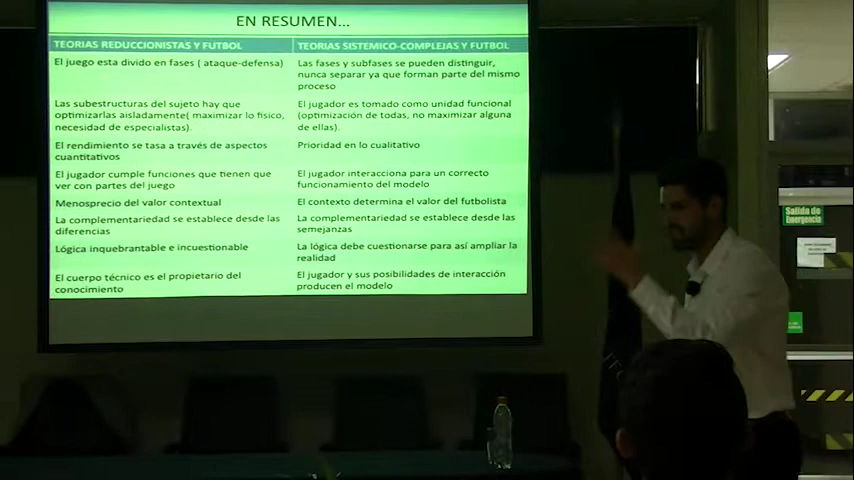 EN RESUMEN...
TEORIAS REDUCCIONISTAS Y FUTBOL
TEORIAS SISTEMICO-COMPLEJAS Y FUTBOL
El juego esta divido en fases ( ataque-defensa)
Las fases y subfases se pueden distinguir,
nunca separar ya que forman parte del mismo
proceso
Las subestructuras del sujeto hay que
optimizarlas aisladamente( maximizar lo fisico,
necesidad de especialistas).
El jugador es tomado como unidad funcional
(optimización de todas, no maximizar alguna
de ellas).
El rendimiento se tasa a través de aspectos
cuantitativos
Prioridad en lo cualitativo
El jugador cumple funciones que tienen que
ver con partes del juego
El jugador interacciona para un correcto
funcionamiento del modelo
Menosprecio del valor contextual
El contexto determina el valor del futbolista
La complementariedad se establece desde las
diferencias
La complementariedad se establece desde las
semejanzas
Lógica inquebrantable e incuestionable
La lógica debe cuestionarse para así ampliar la
realidad
El cuerpo técnico es el propietario del
conocimiento
El jugador y sus posibilidades de interacción
producen el modelo
Salida de
Emergencia